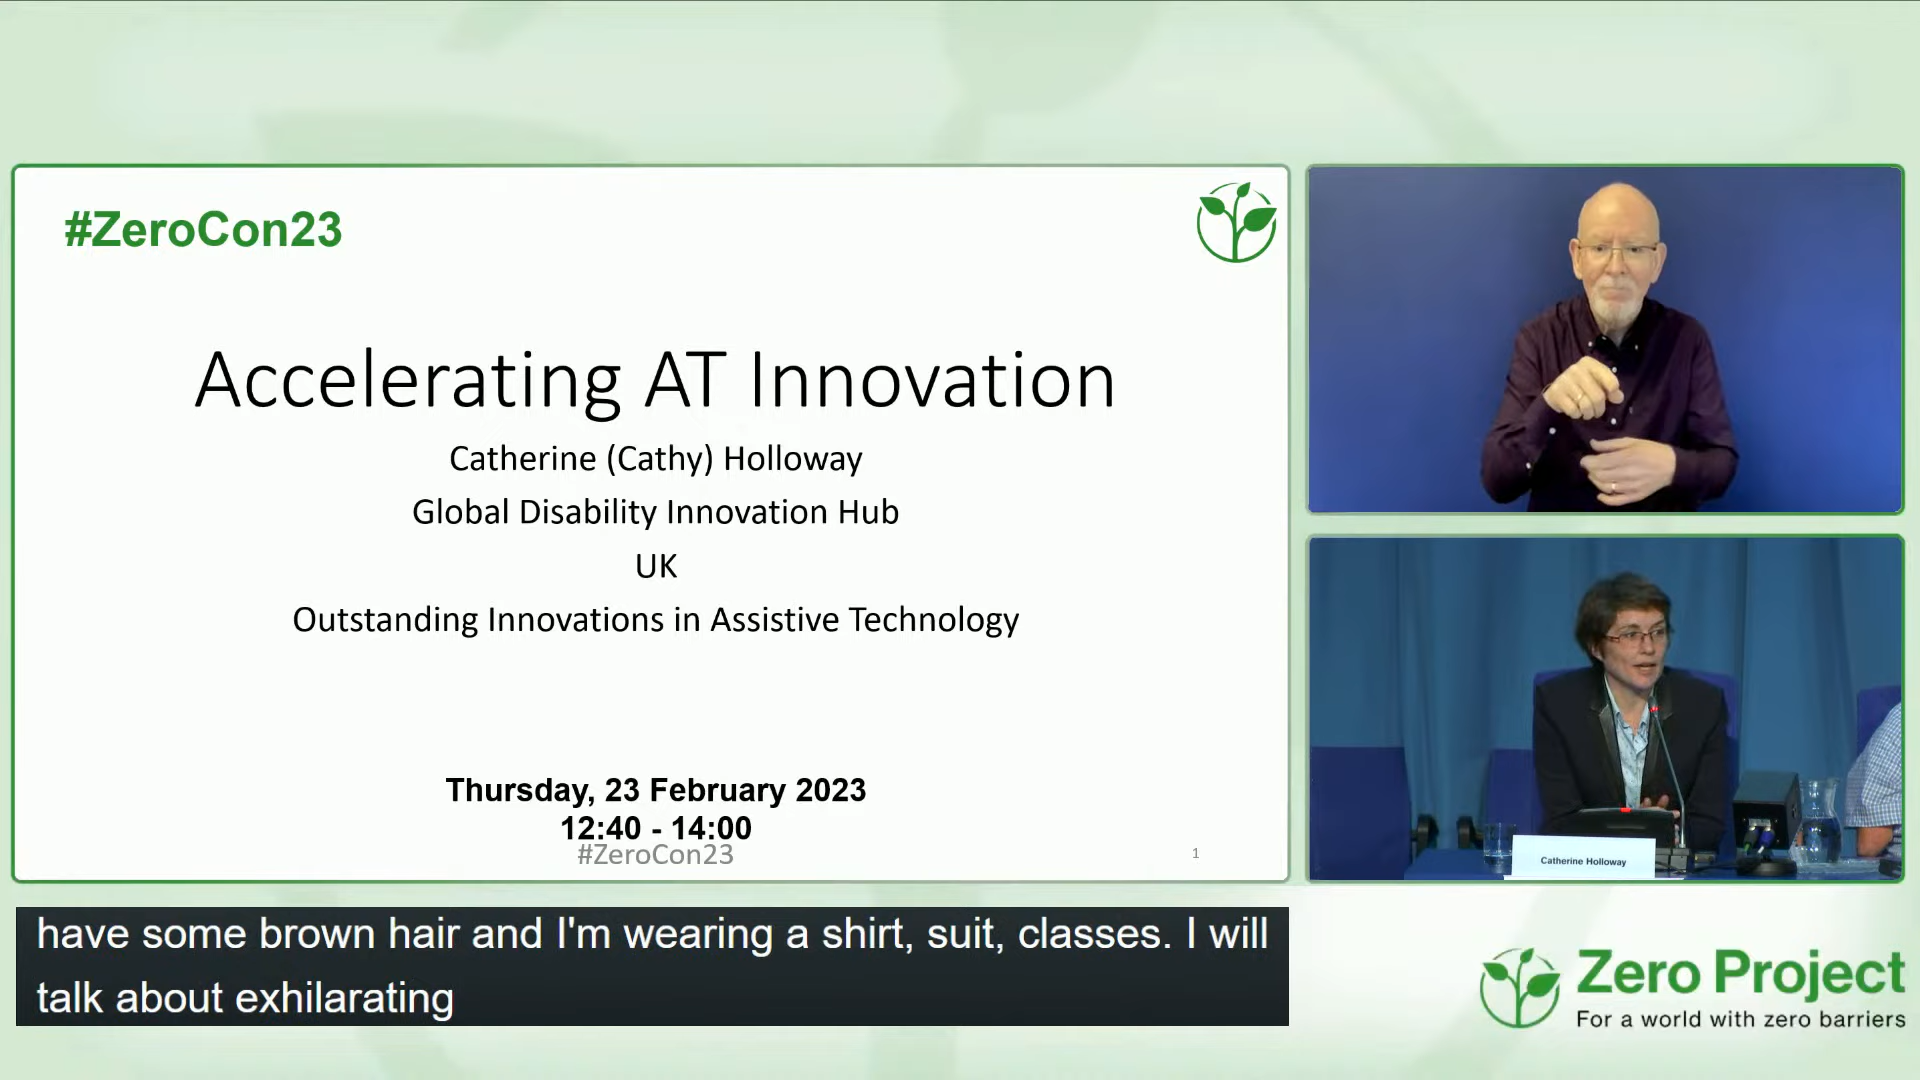 #ZeroCon23
Accelerating AT Innovation
Catherine (Cathy) Holloway
Global Disability Innovation Hub
UK
Outstanding Innovations in Assistive Technology
Thursday, 23 February 2023
12:40 - 14:00
#ZeroCon23
1
Catherine Holloway
have some brown hair and I'm wearing a shirt, suit, classes. I will
talk about exhilarating
Zero Project
For a world with zero barriers